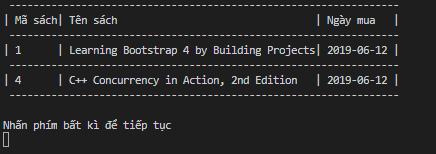 | Mã sách| Tên sách | Ngày mua |
| 1 | Learning Bootstrap 4 by Building Projects| 2019-06-12 |
| 4 | C++ Concurrency in Action, 2nd Edition | 2019-06-12 |
Nhấn phím bất kì để tiếp tục